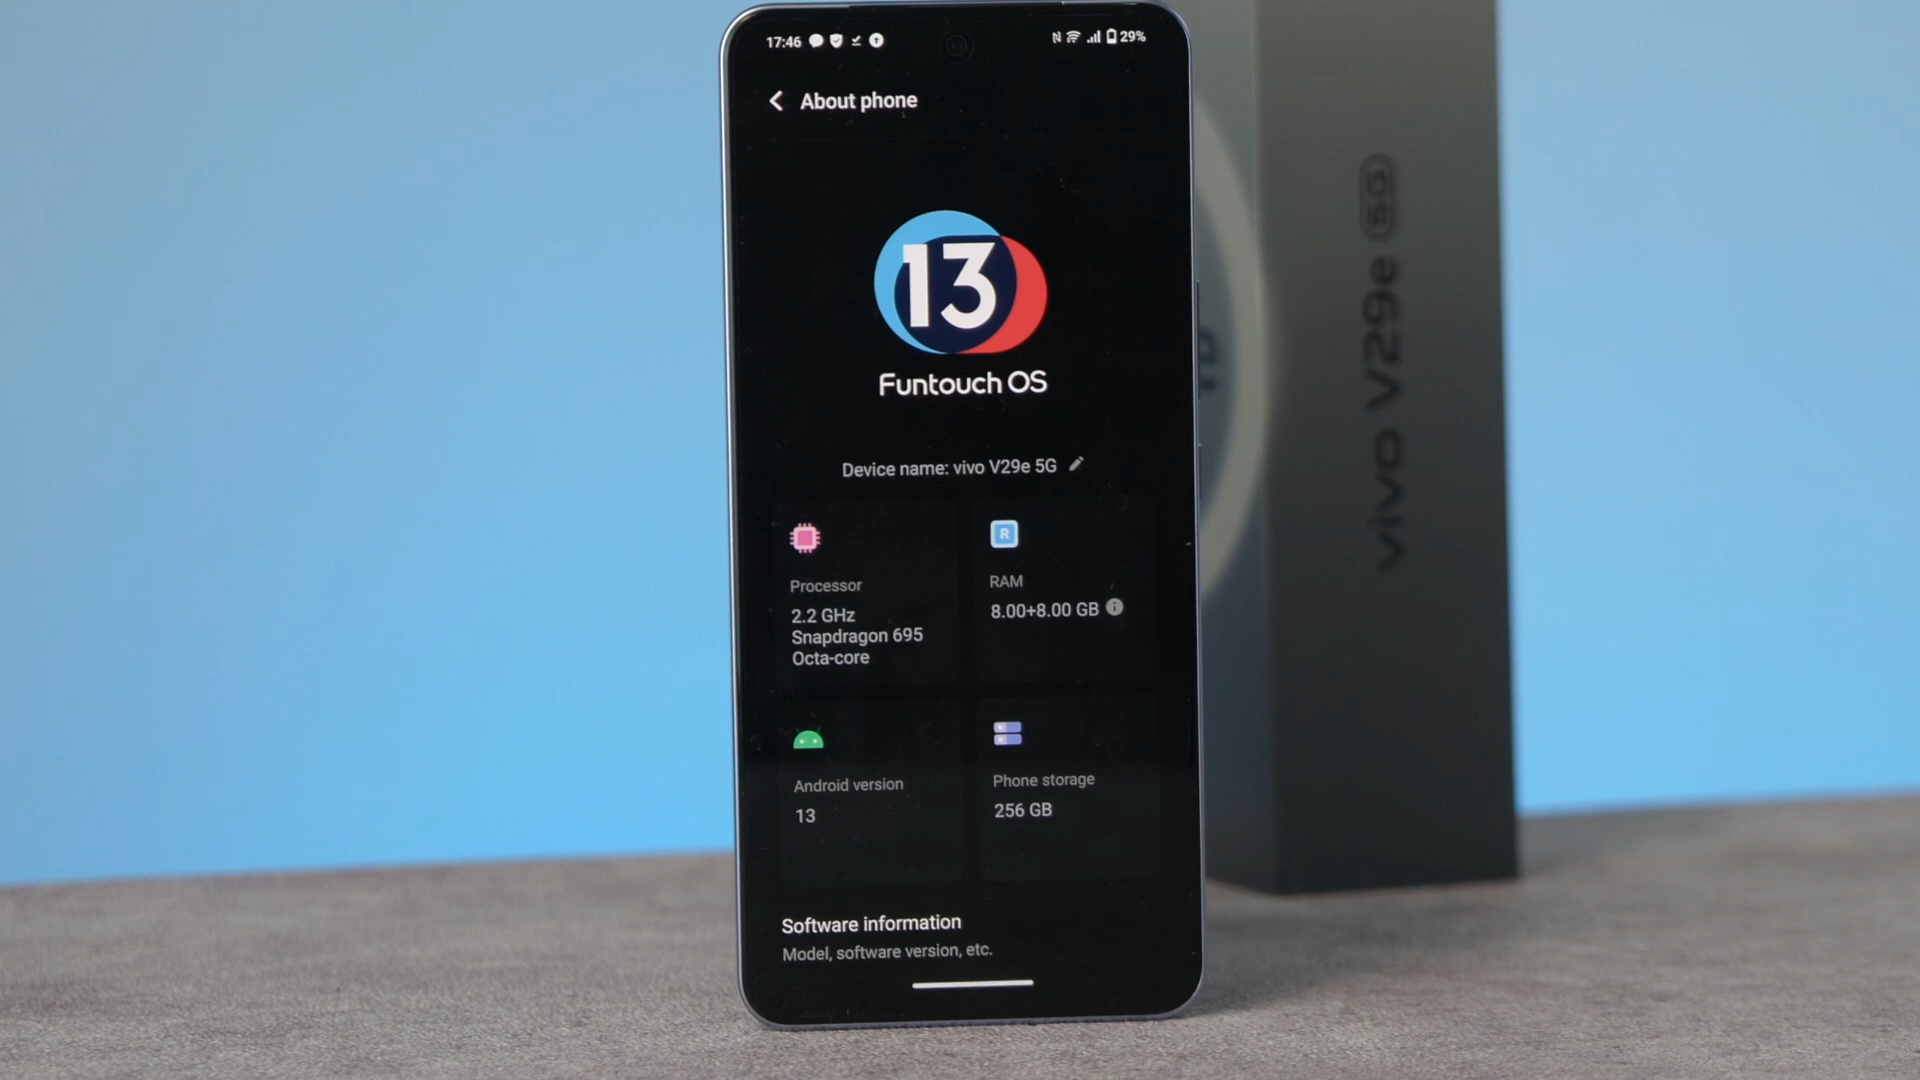 17:46
29%
About phone
13
Funtouch OS
Device name: vivo V29e 5G
R
Processor
2.2 GHz
Snapdragon 695
Octa-core
RAM
8.00+8.00 GB
Android version
13
Phone storage
256 GB
Software information
Model, software version, etc.
vivo V29e 5G